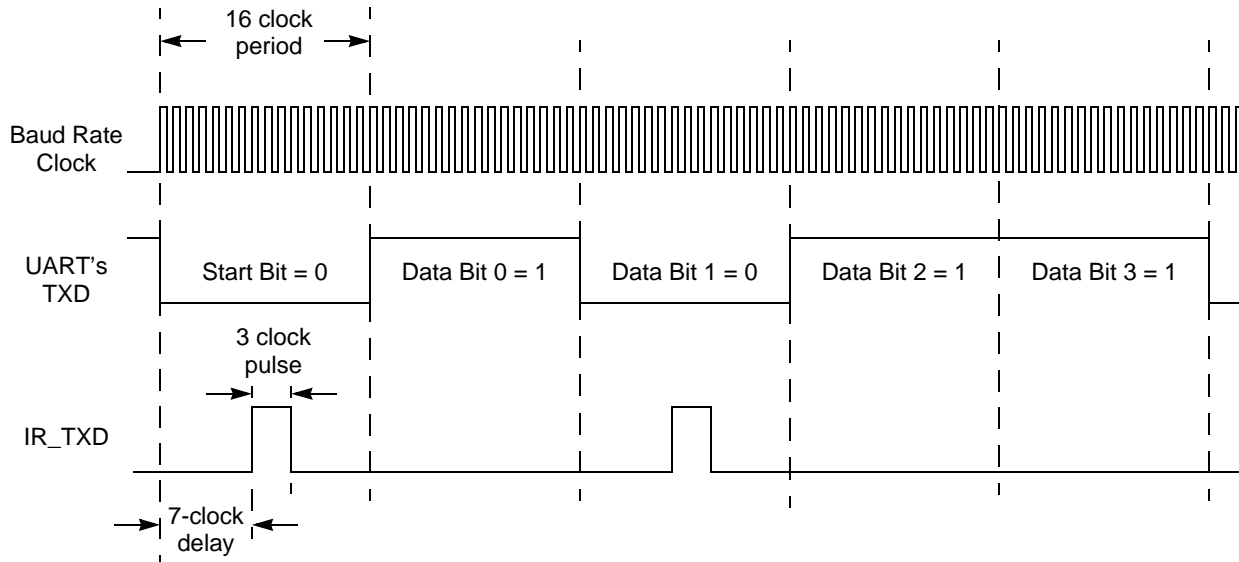 16 clock
period
Baud Rate
Clock
UART's
TXD
Start Bit = 0
Data Bit 0 = 1
Data Bit 1 = 0
Data Bit 2 = 1
Data Bit 3 = 1
3 clock
pulse
IR_TXD
7-clock
delay